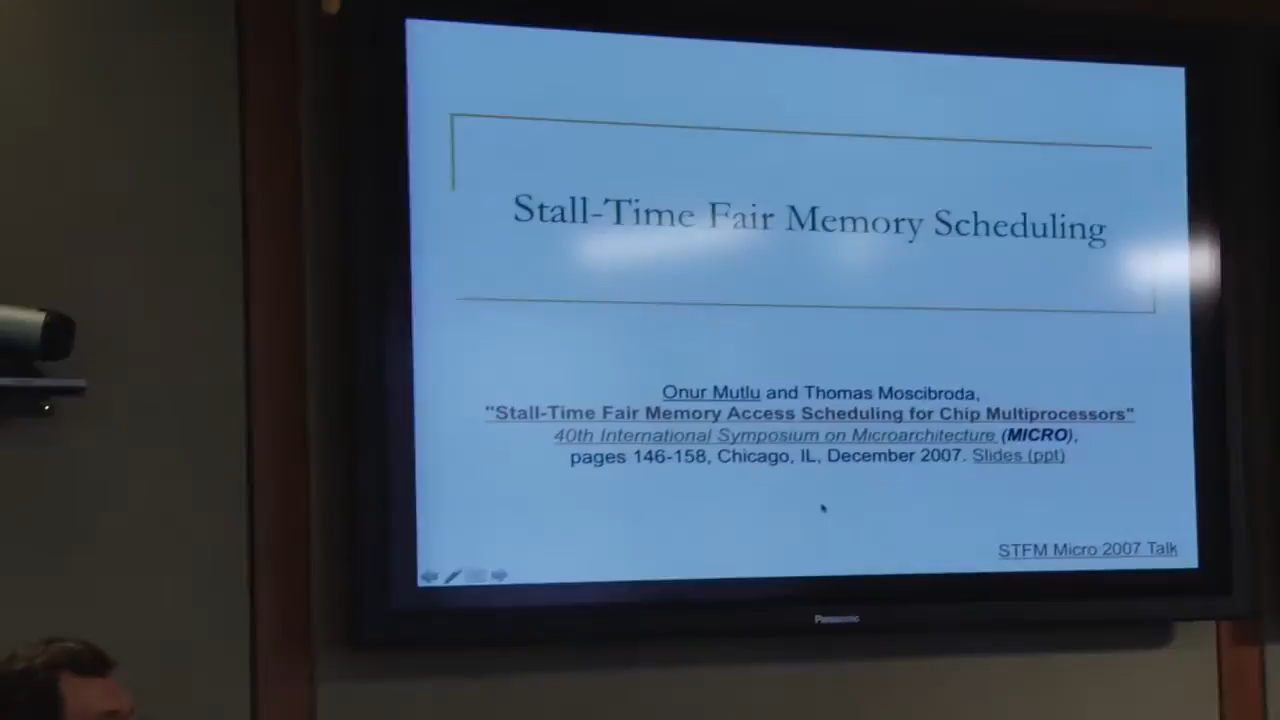 Stall-Time Fair Memory Scheduling
Onur Mutlu and Thomas Moscibroda,
"Stall-Time Fair Memory Access Scheduling for Chip Multiprocessors"
40th International Symposium on Microarchitecture (MICRO),
pages 146-158, Chicago, IL, December 2007. Slides (ppt)
STFM Micro 2007 Talk
Panasonic